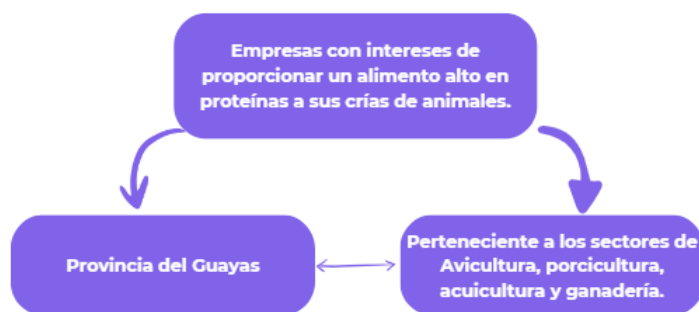 Empresas con intereses de
proporcionar un alimento alto en
proteínas a sus crías de animales.
Provincia del Guayas
Perteneciente a los sectores de
Avicultura, porcicultura,
acuicultura y ganadería.